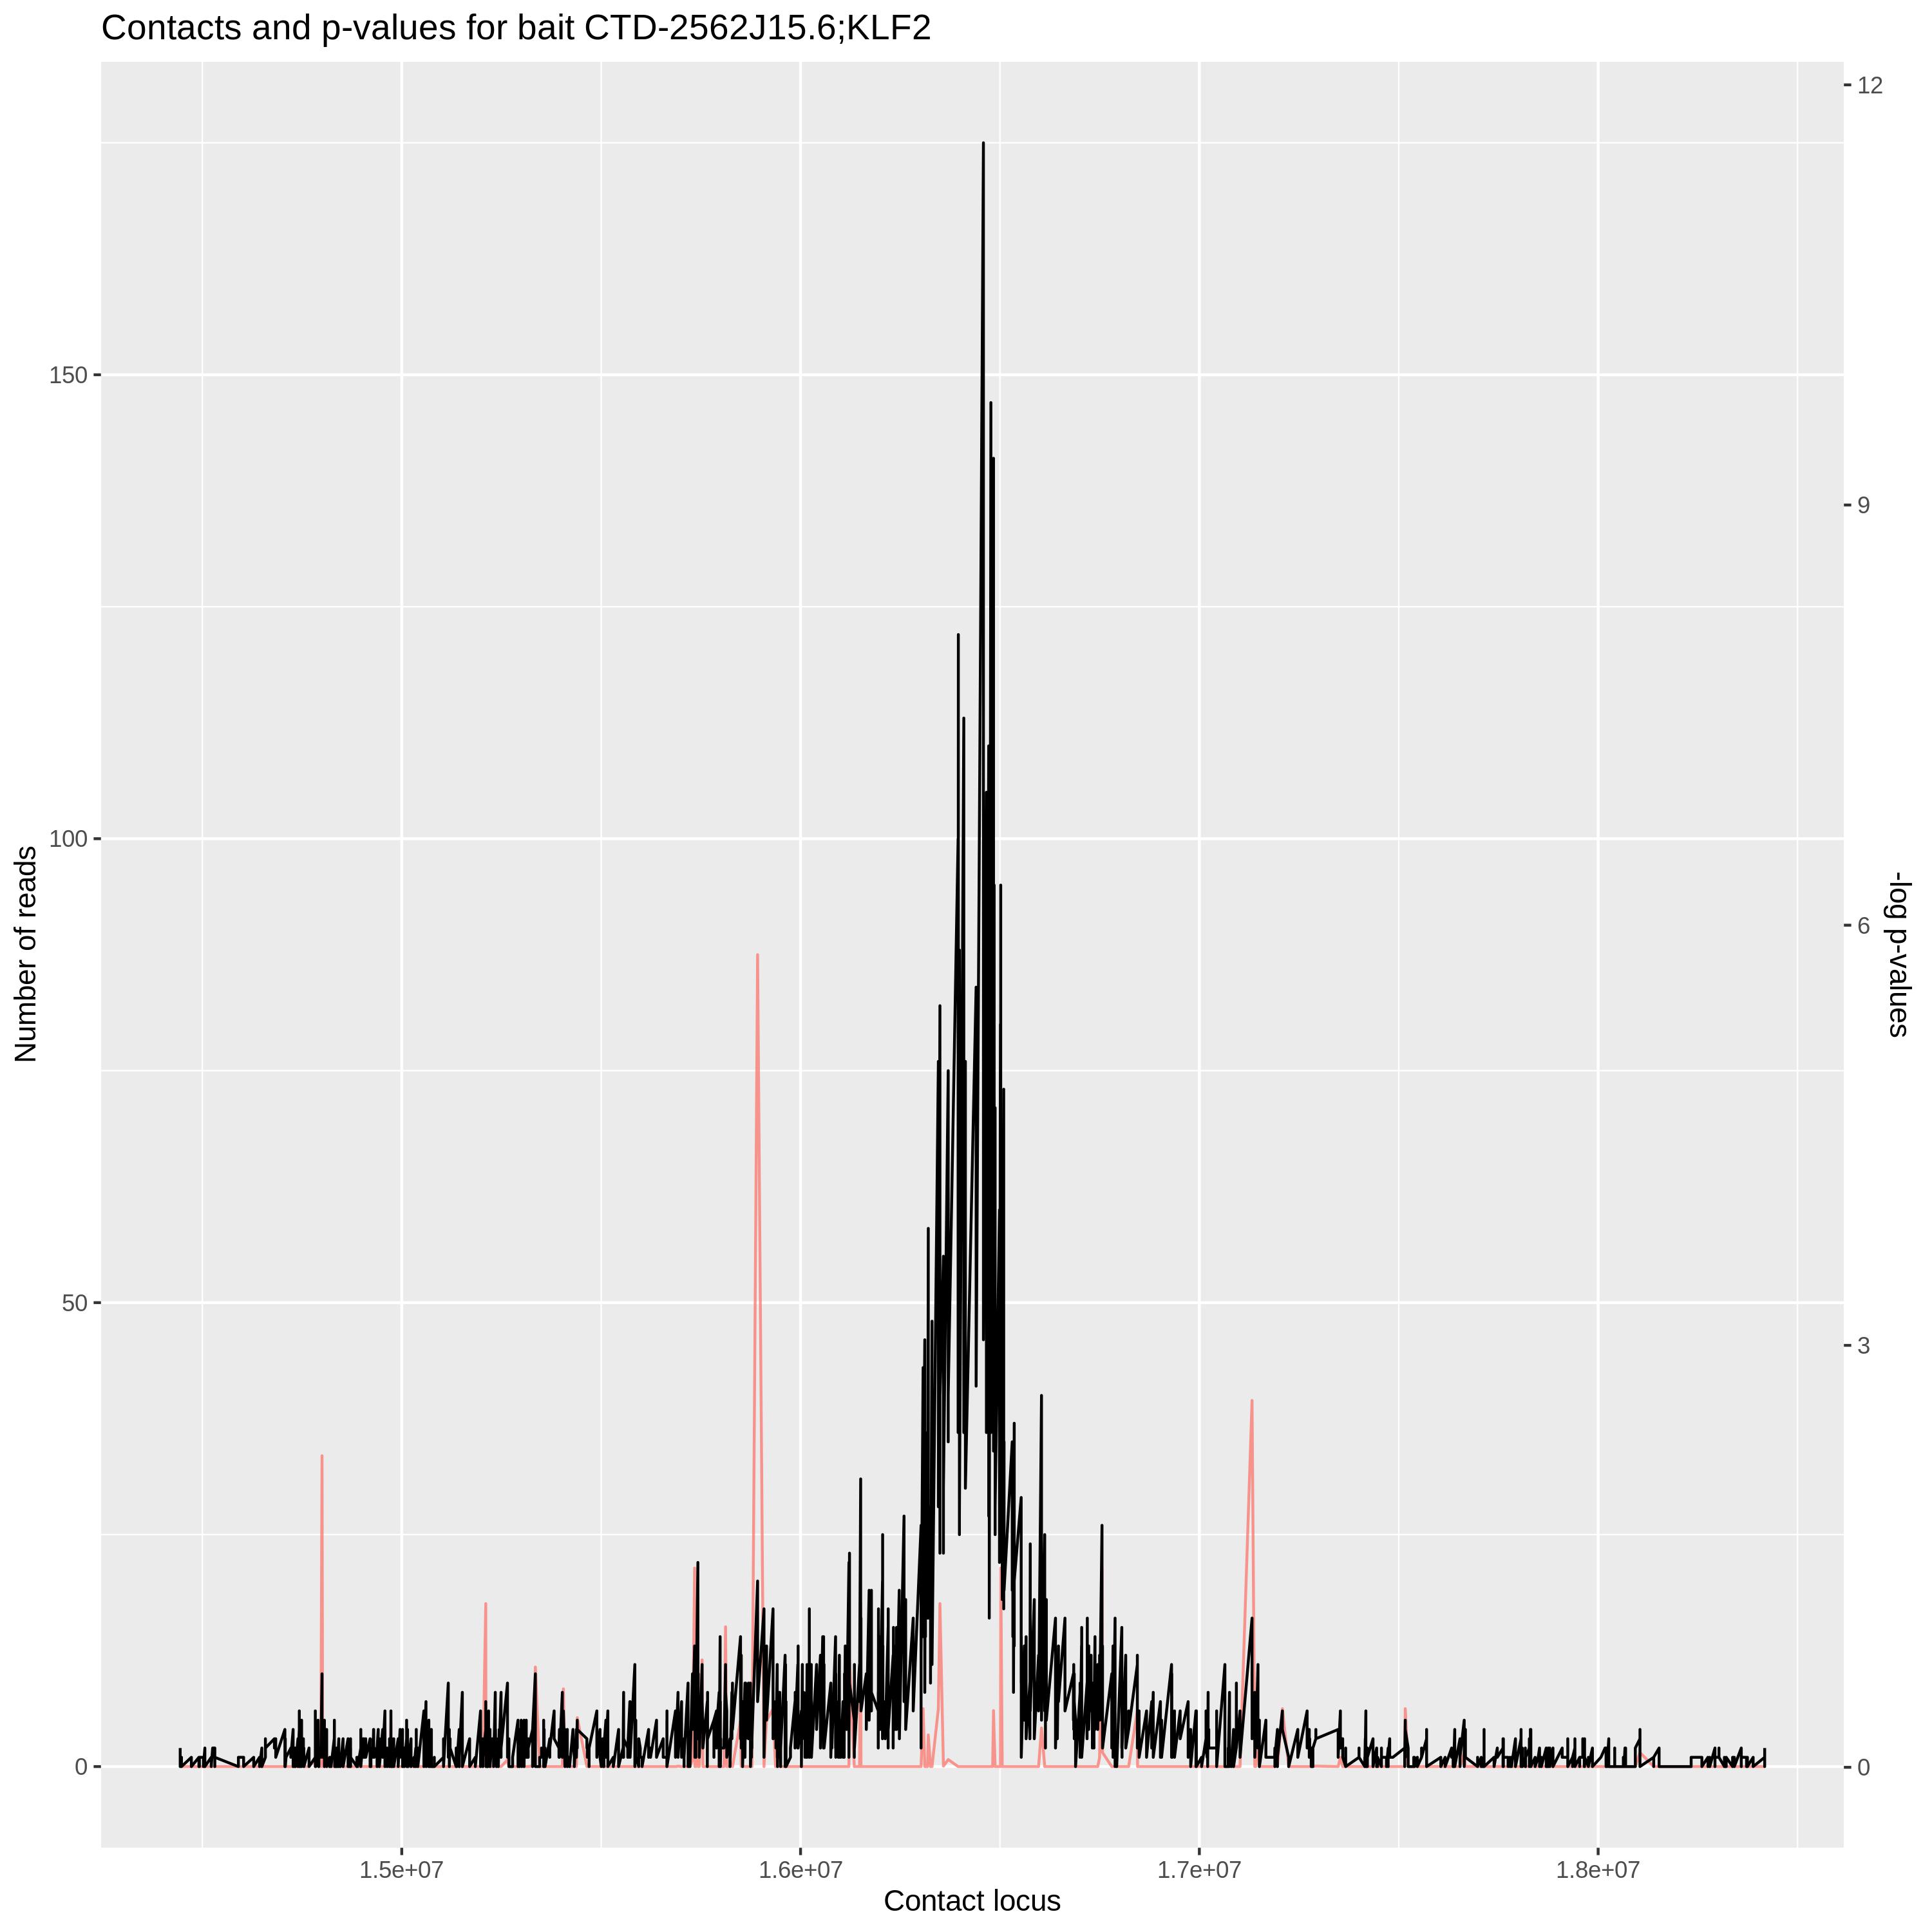 Contacts and p-values for bait CTD-2562J15.6;KLF2
12
150
9
100
6
Number of reads
-log p-values
50
3
0
0
1.5e+07
1.6e+07
1.7e+07
1.8e+07
Contact locus